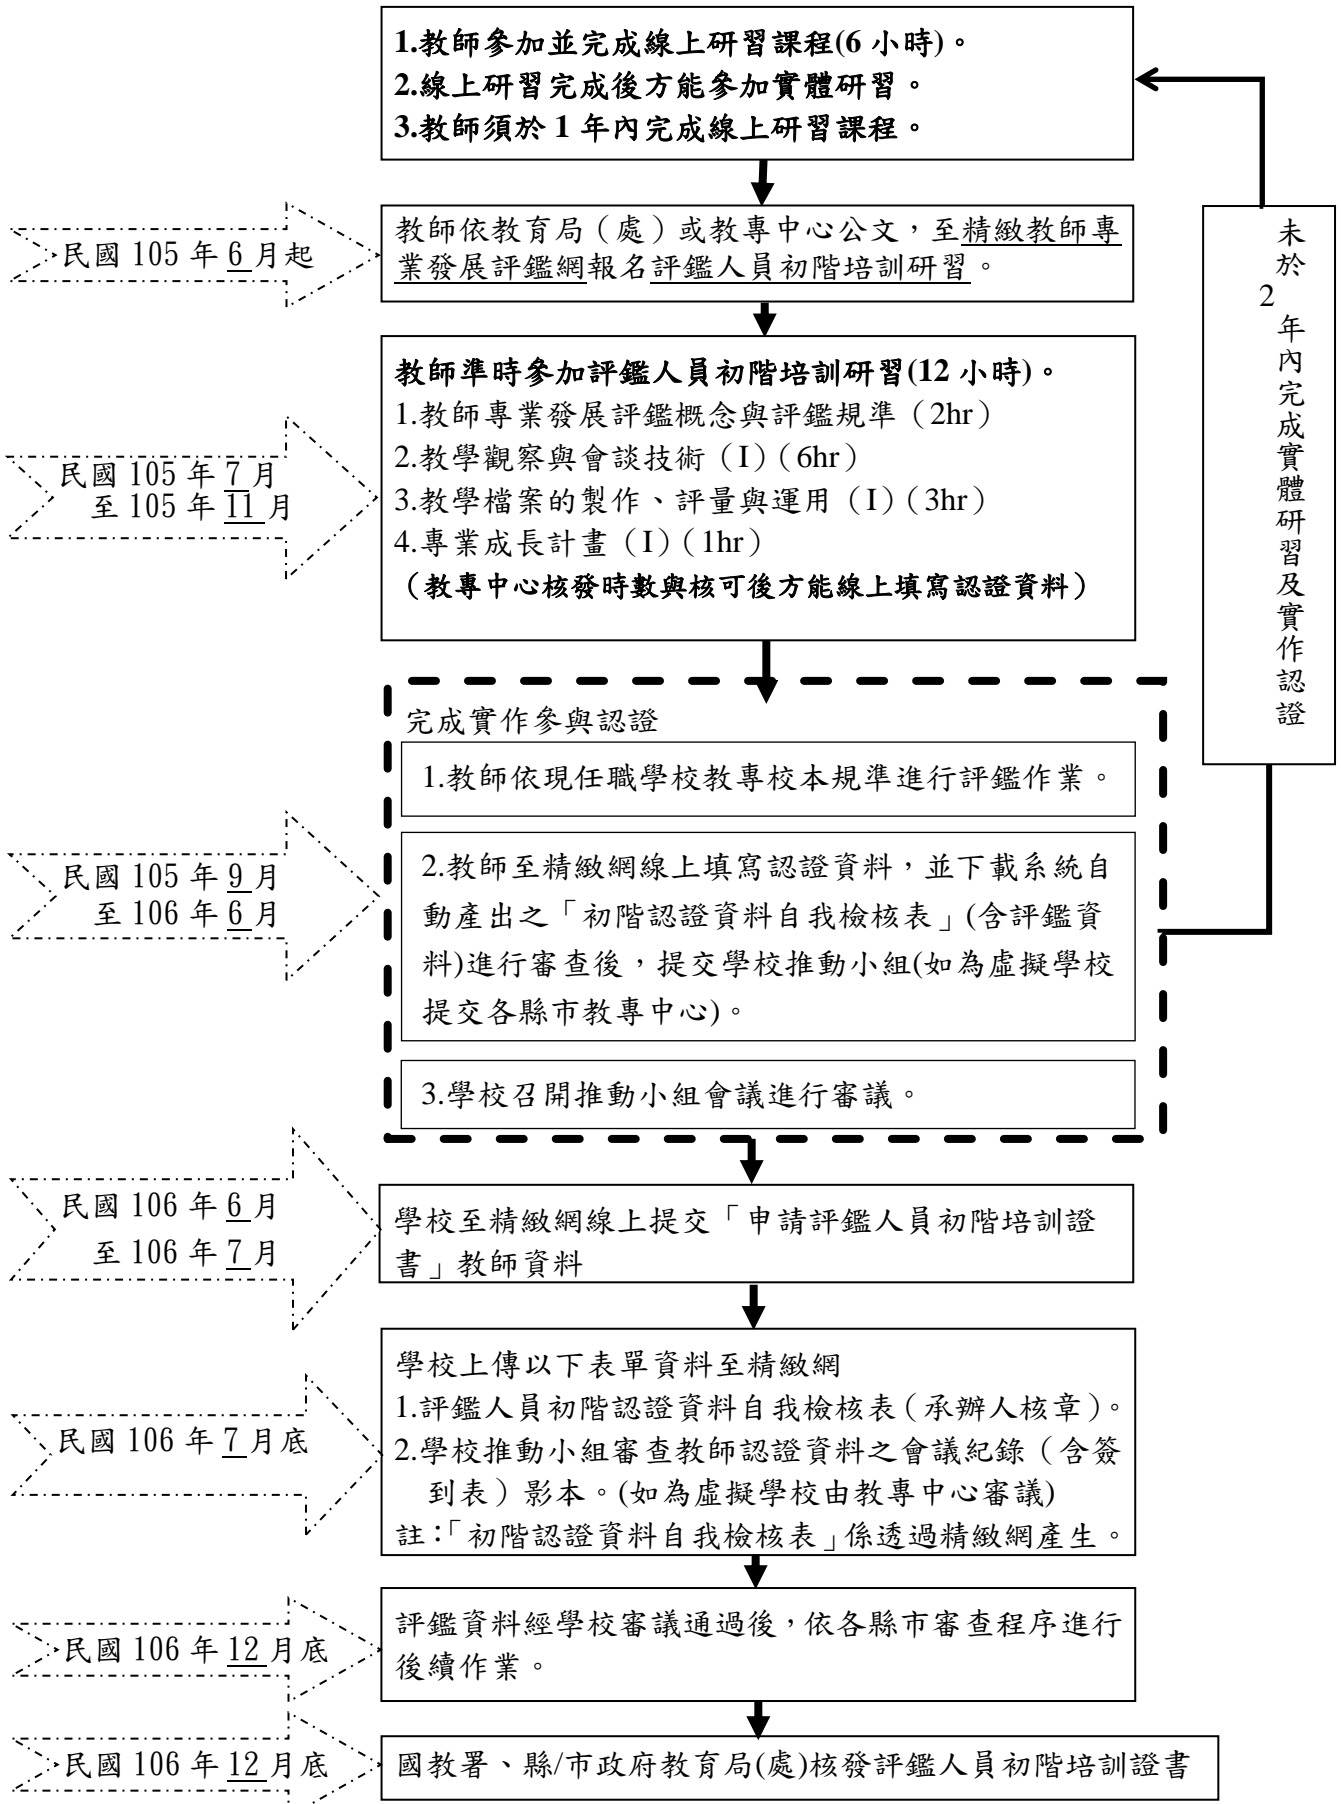 1.教師參加並完成線上研習課程(6 小時)。
2.線上研習完成後方能參加實體研習。
3.教師須於 1 年內完成線上研習課程。
民國 105 年 6 月起
教師依教育局（處）或教專中心公文，至精緻教師專
業發展評鑑網報名評鑑人員初階培訓研習。
未於2年內完成實體研習及實作認證
民國 105 年 7 月
至 105 年 11 月
教師準時參加評鑑人員初階培訓研習(12 小時)。
1.教師專業發展評鑑概念與評鑑規準（2hr）
2.教學觀察與會談技術（I）（6hr）
3.教學檔案的製作、評量與運用（I）（3hr）
4.專業成長計畫（I）（1hr）
（教專中心核發時數與核可後方能線上填寫認證資料）
完成實作參與認證
1.教師依現任職學校教專校本規準進行評鑑作業。
民國 105 年 9 月
至 106 年 6 月
2.教師至精緻網線上填寫認證資料，並下載系統自
動產出之「初階認證資料自我檢核表」(含評鑑資
料)進行審查後，提交學校推動小組(如為虛擬學校
提交各縣市教專中心)。
3.學校召開推動小組會議進行審議。
民國 106 年 6 月
至 106 年 7 月
學校至精緻網線上提交「申請評鑑人員初階培訓證
書」教師資料
民國 106 年 7 月底
學校上傳以下表單資料至精緻網
1.評鑑人員初階認證資料自我檢核表（承辦人核章）。
2.學校推動小組審查教師認證資料之會議紀錄（含簽
到表）影本。(如為虛擬學校由教專中心審議)
註：「初階認證資料自我檢核表」係透過精緻網產生。
民國 106 年 12 月底
評鑑資料經學校審議通過後，依各縣市審查程序進行
後續作業。
民國 106 年 12 月底
國教署、縣/市政府教育局(處)核發評鑑人員初階培訓證書